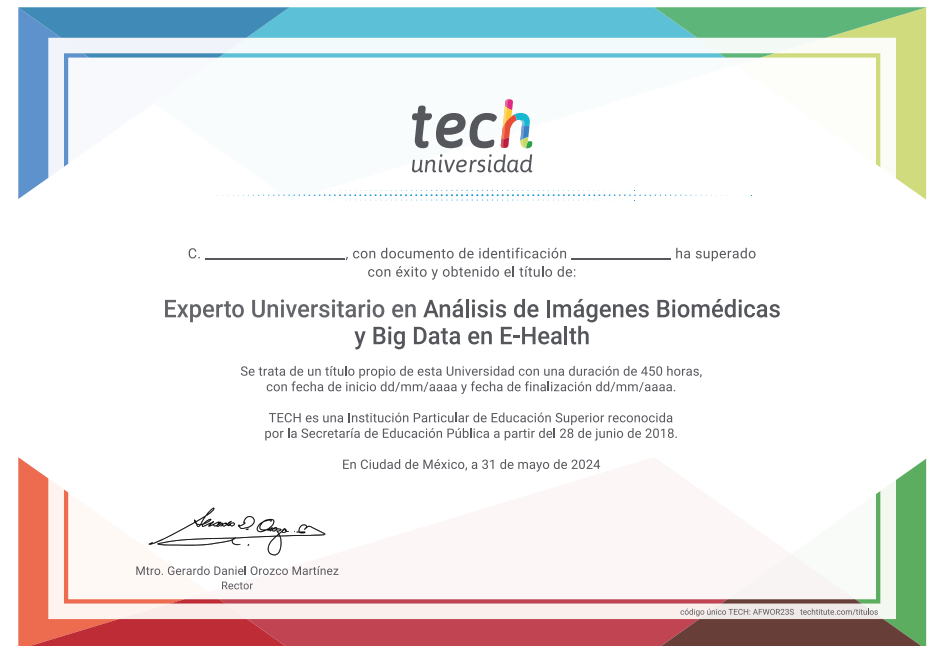 tech
universidad
C. ____________________, con documento de identificación ______________ ha superado
con éxito y obtenido el título de:
Experto Universitario en Análisis de Imágenes Biomédicas
y Big Data en E-Health
Se trata de un título propio de esta Universidad con una duración de 450 horas,
con fecha de inicio dd/mm/aaaa y fecha de finalización dd/mm/aaaa.
TECH es una Institución Particular de Educación Superior reconocida
por la Secretaría de Educación Pública a partir del 28 de junio de 2018.
En Ciudad de México, a 31 de mayo de 2024
Mtro. Gerardo Daniel Orozco Martínez
Rector
código único TECH: AFWOR23S techtitute.com/titulos